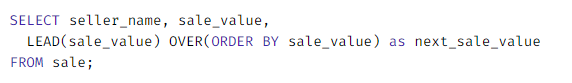 SELECT seller_name, sale_value,
  LEAD(sale_value) OVER(ORDER BY sale_value) as next_sale_value
FROM sale;